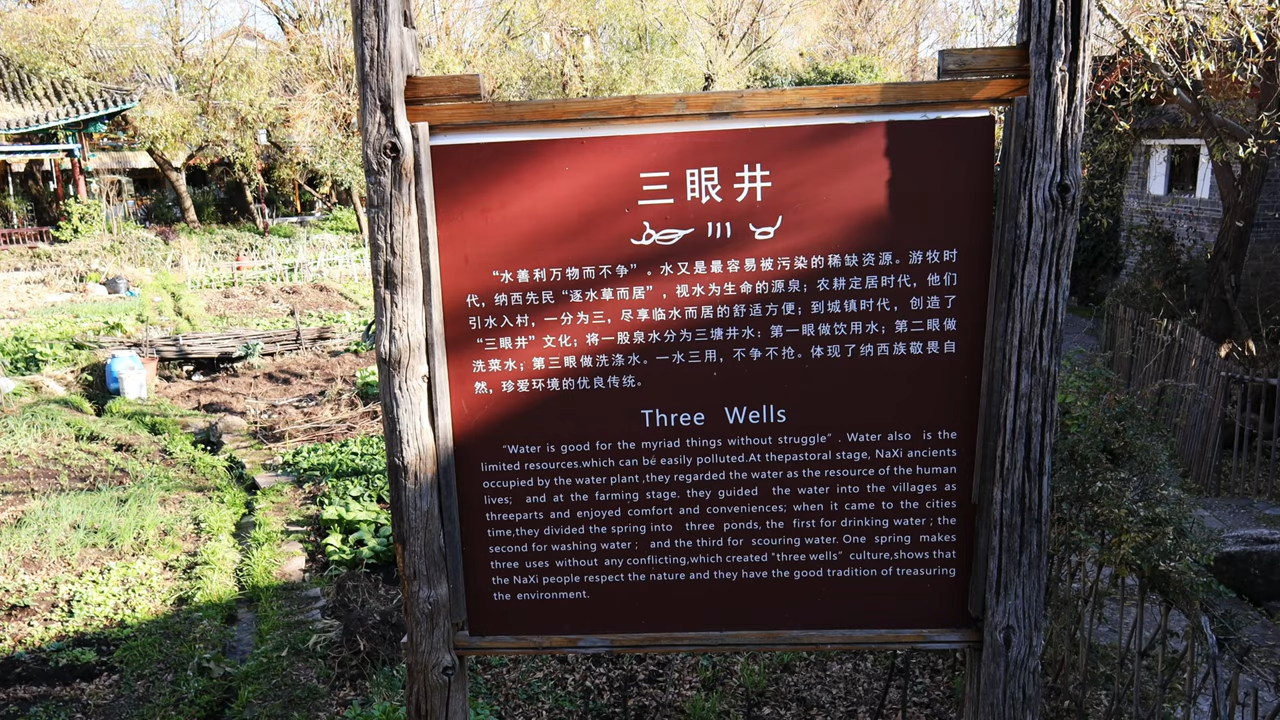 三眼井
“水善利万物而不争”。水又是最容易被污染的稀缺资源。游牧时
代，纳西先民“逐水草而居”，视水为生命的源泉；农耕定居时代，他们
引水入村，一分为三，尽享临水而居的舒适方便；到城镇时代，创造了
“三眼井”文化；将一股泉水分为三塘井水：第一眼做饮用水；第二眼做
洗菜水；第三眼做洗涤水。一水三用，不争不抢。体现了纳西族敬畏自
然，珍爱环境的优良传统。
Three Wells
“Water is good for the myriad things without struggle” . Water also is the
limited resources.which can be easily polluted.At thepastoral stage, NaXi ancients
occupied by the water plant ,they regarded the water as the resource of the human
lives; and at the farming stage. they guided the water into the villages as
threeparts and enjoyed comfort and conveniences; when it came to the cities
time,they divided the spring into three ponds, the first for drinking water ; the
second for washing water ; and the third for scouring water. One spring makes
three uses without any conflicting,which created "three wells” culture,shows that
the NaXi people respect the nature and they have the good tradition of treasuring
the environment.